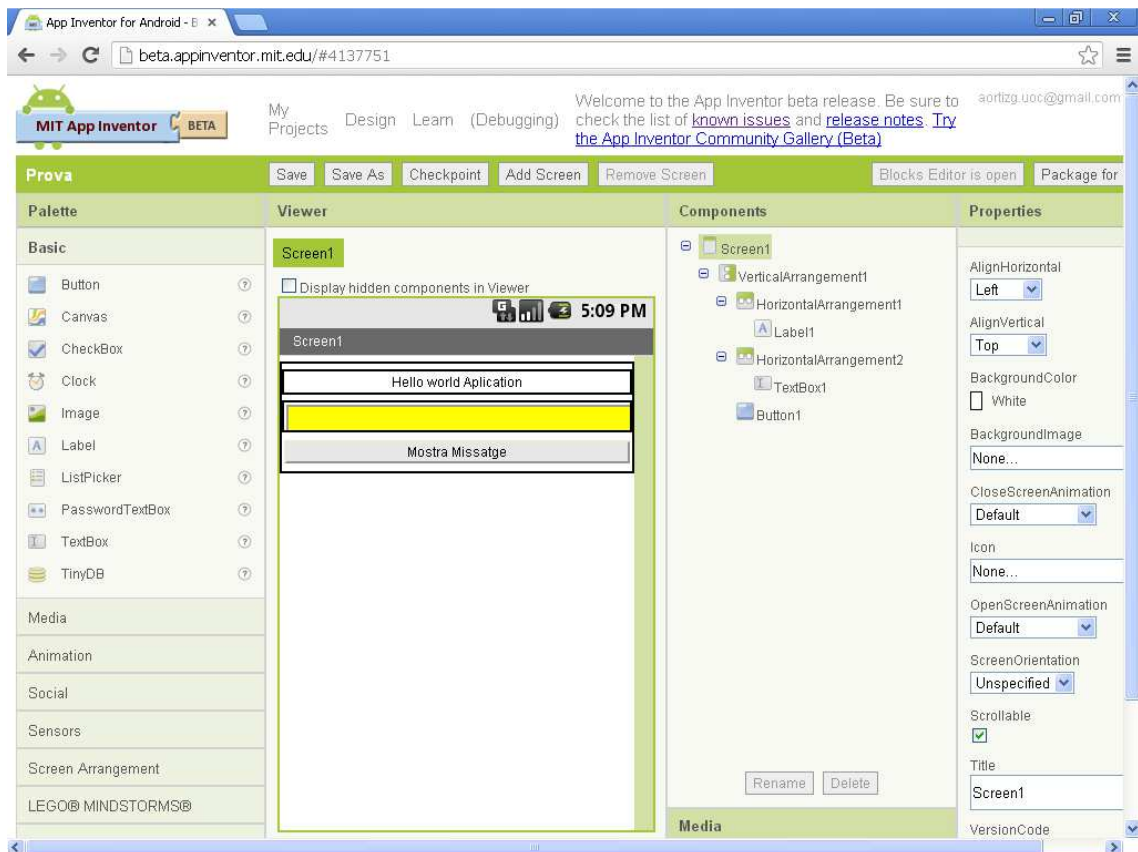 App Inventor for Android - B
beta.appinventor.mit.edu/#4137751
MIT App Inventor BETA
My Projects Design Learn (Debugging)
Welcome to the App Inventor beta release. Be sure to
check the list of known issues and release notes. Try
the App Inventor Community Gallery (Beta)
aortizg.uoc@gmail.com
Prova
Save Save As Checkpoint Add Screen Remove Screen Blocks Editor is open Package for
Palette
Basic
Button
Canvas
CheckBox
Clock
Image
Label
ListPicker
PasswordTextBox
TextBox
TinyDB
Media
Animation
Social
Sensors
Screen Arrangement
LEGO® MINDSTORMS®
Viewer
Screen1
Display hidden components in Viewer
5:09 PM
Screen1
Hello world Aplication
Mostra Missatge
Components
Screen1
VerticalArrangement1
HorizontalArrangement1
Label1
HorizontalArrangement2
TextBox1
Button1
Rename Delete
Media
Properties
AlignHorizontal
Left
AlignVertical
Top
BackgroundColor
White
BackgroundImage
None...
CloseScreenAnimation
Default
Icon
None...
OpenScreenAnimation
Default
ScreenOrientation
Unspecified
Scrollable
Title
Screen1
VersionCode